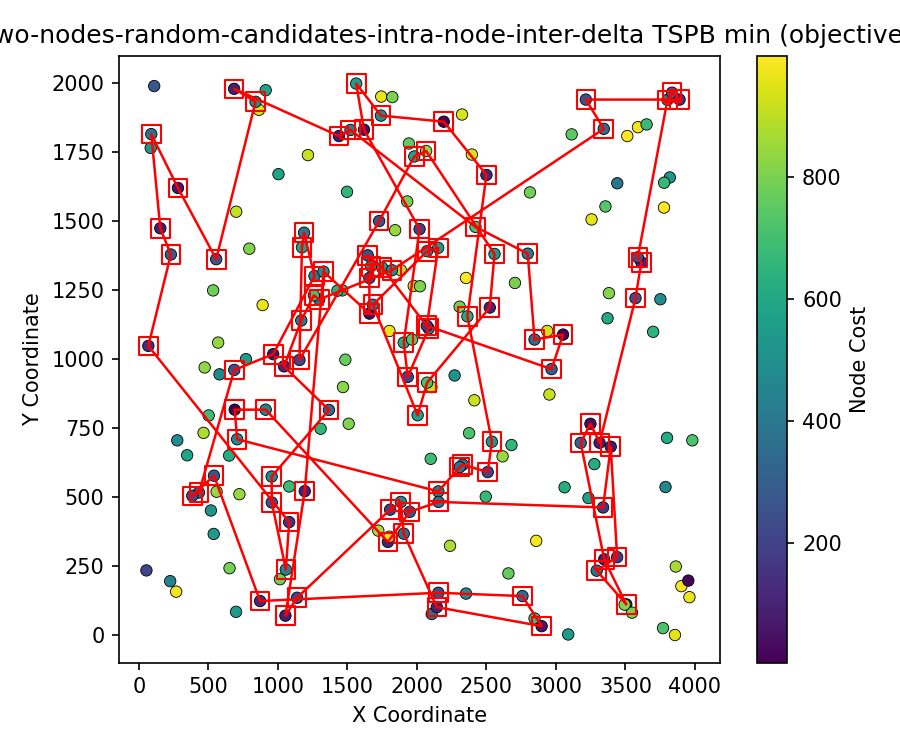 wo-nodes-random-candidates-intra-node-inter-delta TSPB min (objective
2000
1750
1500
1250
1000
750
500
250
0
Y Coordinate
0 500 1000 1500 2000 2500 3000 3500 4000
X Coordinate
800
600
400
200
Node Cost